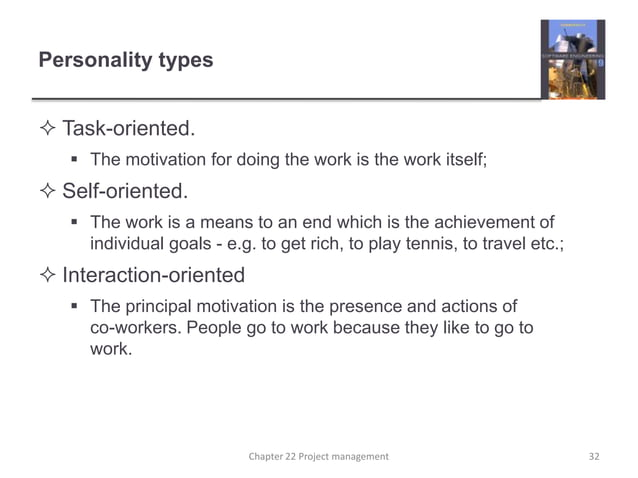 Personality types
SOFTWARE ENGINEERING
9
✧ Task-oriented.
▪ The motivation for doing the work is the work itself;
✧ Self-oriented.
▪ The work is a means to an end which is the achievement of
individual goals - e.g. to get rich, to play tennis, to travel etc.;
✧ Interaction-oriented
▪ The principal motivation is the presence and actions of
co-workers. People go to work because they like to go to
work.
Chapter 22 Project management
32